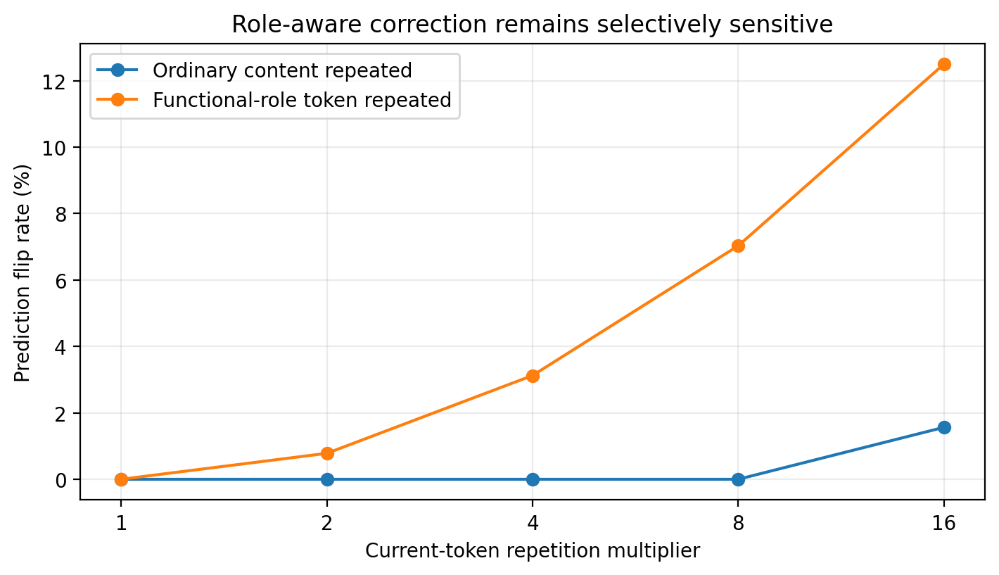 Role-aware correction remains selectively sensitive
Ordinary content repeated
Functional-role token repeated
Prediction flip rate (%)
12
10
8
6
4
2
0
1 2 4 8 16
Current-token repetition multiplier